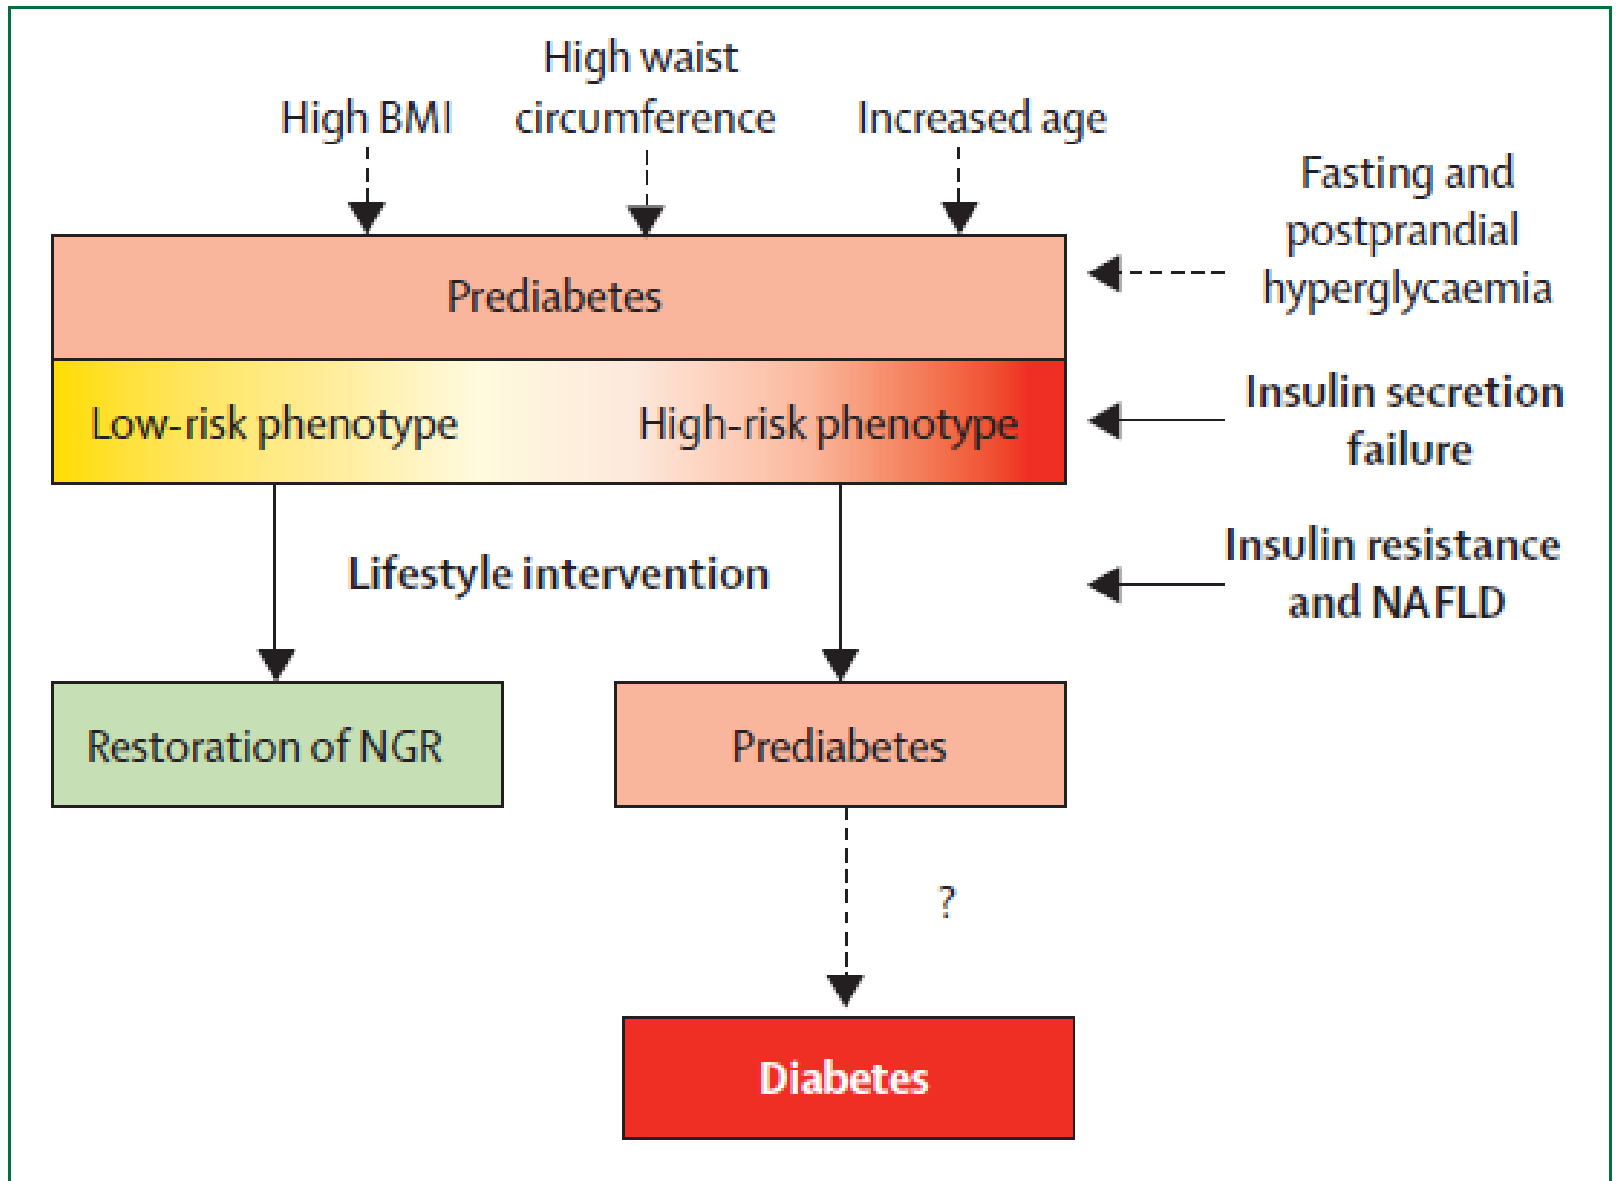 High BMI
High waist
circumference
Increased age
Fasting and
postprandial
hyperglycaemia
Prediabetes
Low-risk phenotype
High-risk phenotype
Insulin secretion
failure
Lifestyle intervention
Insulin resistance
and NAFLD
Restoration of NGR
Prediabetes
?
Diabetes